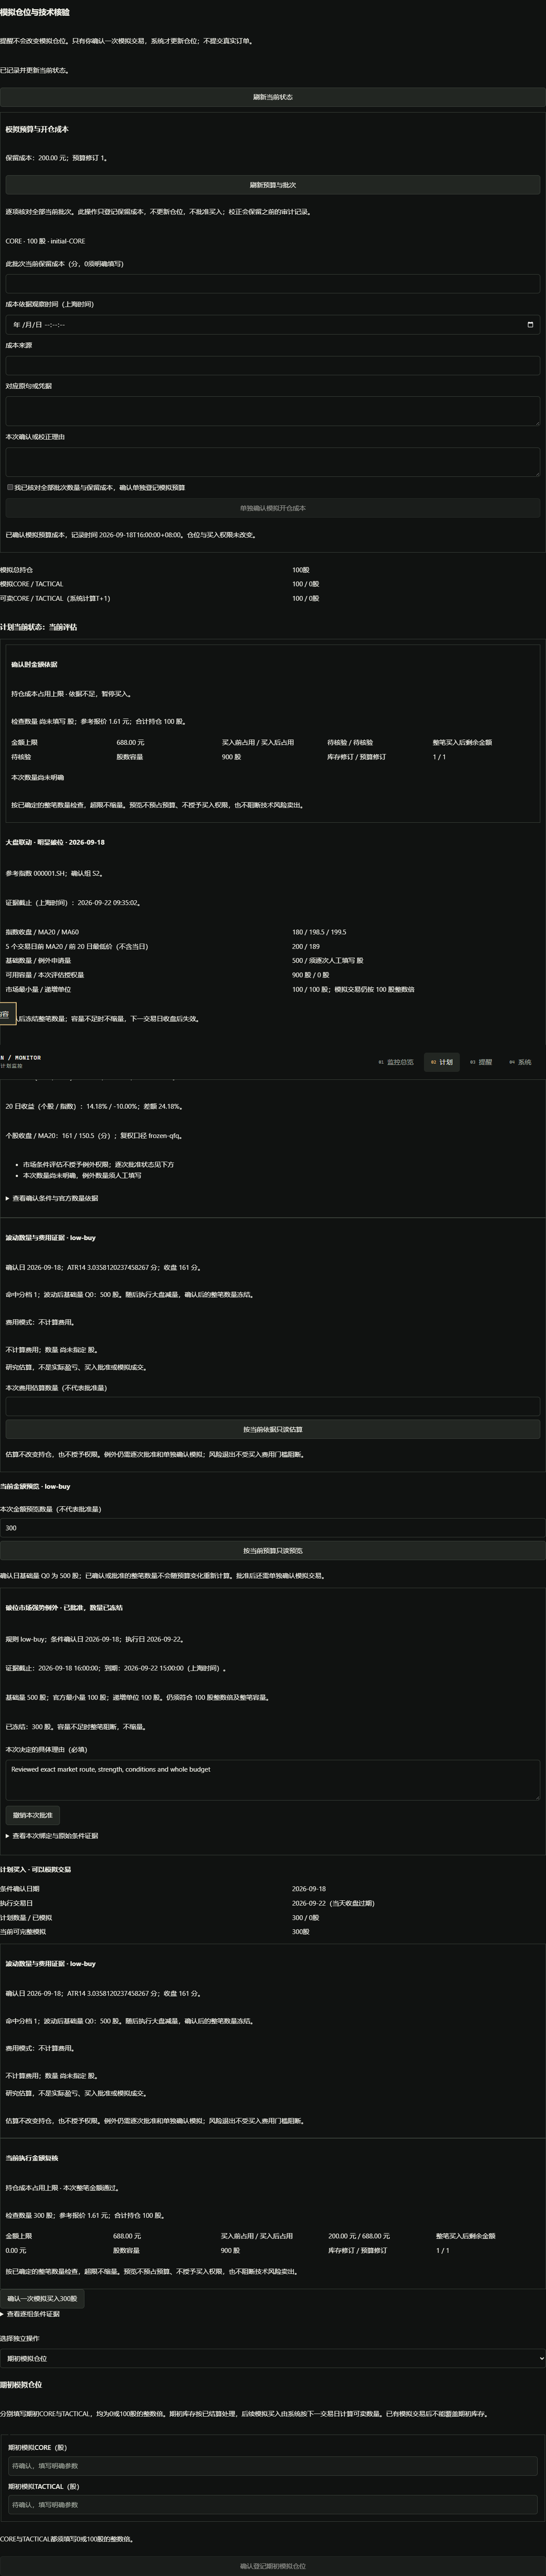 模拟仓位与技术核验
提醒不会改变模拟仓位。只有你确认一次模拟交易，系统才更新仓位；不提交真实订单。
已记录并更新当前状态。
刷新当前状态
模拟预算与开仓成本
保留成本：200.00 元；预算修订 1。
刷新预算与批次
逐项核对全部当前批次。此操作只登记保留成本，不更新仓位，不批准买入；校正会保留之前的审计记录。
CORE · 100 股 · initial-CORE
此批次当前保留成本（分，0须明确填写）
成本依据观察时间（上海时间）
年 /月/日 --:--:--
成本来源
对应原句或凭据
本次确认或校正理由
我已核对全部批次数量与保留成本，确认单独登记模拟预算
单独确认模拟开仓成本
已确认模拟预算成本，记录时间 2026-09-18T16:00:00+08:00。仓位与买入权限未改变。
模拟总持仓 100股
模拟CORE / TACTICAL 100 / 0股
可卖CORE / TACTICAL（系统计算T+1） 100 / 0股
计划当前状态：当前评估
确认时金额依据
持仓成本占用上限 · 依据不足，暂停买入。
检查数量 尚未填写 股；参考报价 1.61 元；合计持仓 100 股。
金额上限 688.00 元 买入前占用 / 买入后占用 待核验 / 待核验 整笔买入后剩余金额
待核验 股数容量 900 股 库存修订 / 预算修订 1 / 1
本次数量尚未明确
按已确定的整笔数量检查，超限不缩量。预览不预占预算、不授予买入权限，也不阻断技术风险卖出。
大盘联动 · 明显破位 · 2026-09-18
参考指数 000001.SH；确认组 S2。
证据截止（上海时间）：2026-09-22 09:35:02。
指数收盘 / MA20 / MA60 180 / 198.5 / 199.5
5 个交易日前 MA20 / 前 20 日最低价（不含当日） 200 / 189
基础数量 / 例外申请量 500 / 须逐次人工填写 股
可用容量 / 本次评估授权量 900 股 / 0 股
市场最小量 / 递增单位 100 / 100 股；模拟交易仍按 100 股整数倍
内容
后冻结整笔数量；容量不足时不缩量，下一交易日收盘后失效。
N / MONITOR
计划监控
01 监控总览
02 计划
03 提醒
04 系统
20 日收益（个股 / 指数）：14.18% / -10.00%；差额 24.18%。
个股收盘 / MA20：161 / 150.5（分）；复权口径 frozen-qfq。
市场条件评估不授予例外权限；逐次批准状态见下方
本次数量尚未明确，例外数量须人工填写
查看确认条件与官方数量依据
波动数量与费用证据 · low-buy
确认日 2026-09-18；ATR14 3.0358120237458267 分；收盘 161 分。
命中分档 1；波动后基础量 Q0：500 股。随后执行大盘减量，确认后的整笔数量冻结。
费用模式：不计算费用。
不计算费用；数量 尚未指定 股。
研究估算，不是实际盈亏、买入批准或模拟成交。
本次费用估算数量（不代表批准量）
按当前依据只读估算
估算不改变持仓，也不授予权限。例外仍需逐次批准和单独确认模拟；风险退出不受买入费用门槛阻断。
当前金额预览 · low-buy
本次金额预览数量（不代表批准量）
300
按当前预算只读预览
确认日基础量 Q0 为 500 股；已确认或批准的整笔数量不会随预算变化重新计算。批准后还需单独确认模拟交易。
破位市场强势例外 · 已批准，数量已冻结
规则 low-buy；条件确认日 2026-09-18；执行日 2026-09-22。
证据截止：2026-09-18 16:00:00；到期：2026-09-22 15:00:00（上海时间）。
基础量 500 股；官方最小量 100 股；递增单位 100 股。仍须符合 100 股整数倍及整笔容量。
已冻结：300 股。容量不足时整笔阻断，不缩量。
本次决定的具体理由（必填）
Reviewed exact market route, strength, conditions and whole budget
撤销本次批准
查看本次绑定与原始条件证据
计划买入 · 可以模拟交易
条件确认日期 2026-09-18
执行交易日 2026-09-22（当天收盘过期）
计划数量 / 已模拟 300 / 0股
当前可完整模拟 300股
波动数量与费用证据 · low-buy
确认日 2026-09-18；ATR14 3.0358120237458267 分；收盘 161 分。
命中分档 1；波动后基础量 Q0：500 股。随后执行大盘减量，确认后的整笔数量冻结。
费用模式：不计算费用。
不计算费用；数量 尚未指定 股。
研究估算，不是实际盈亏、买入批准或模拟成交。
估算不改变持仓，也不授予权限。例外仍需逐次批准和单独确认模拟；风险退出不受买入费用门槛阻断。
当前执行金额复核
持仓成本占用上限 · 本次整笔金额通过。
检查数量 300 股；参考报价 1.61 元；合计持仓 100 股。
金额上限 688.00 元 买入前占用 / 买入后占用 200.00 元 / 688.00 元 整笔买入后剩余金额
0.00 元 股数容量 900 股 库存修订 / 预算修订 1 / 1
按已确定的整笔数量检查，超限不缩量。预览不预占预算、不授予买入权限，也不阻断技术风险卖出。
确认一次模拟买入300股
查看逐组条件证据
选择独立操作
期初模拟仓位
期初模拟仓位
分别填写期初CORE与TACTICAL，均为0或100股的整数倍。期初库存按已结算处理，后续模拟买入由系统按下一交易日计算可卖数量。已有模拟交易后不能覆盖期初库存。
期初模拟CORE（股）
待确认，填写明确参数
期初模拟TACTICAL（股）
待确认，填写明确参数
CORE与TACTICAL都须填写0或100股的整数倍。
确认登记期初模拟仓位